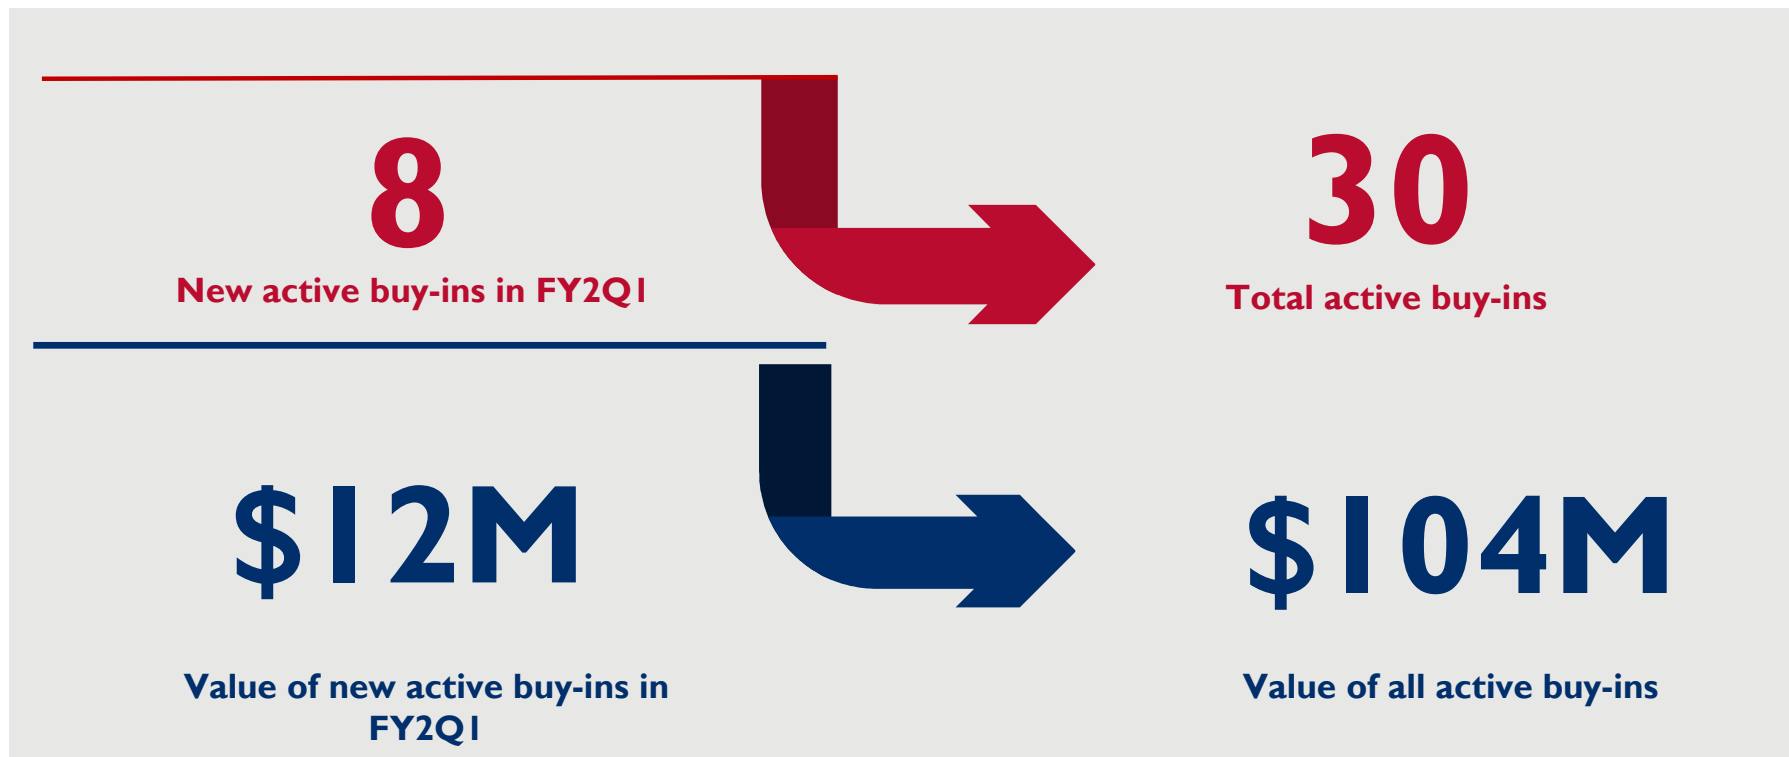 8
New active buy-ins in FY2Q1
30
Total active buy-ins
$12M
Value of new active buy-ins in
FY2Q1
$104M
Value of all active buy-ins